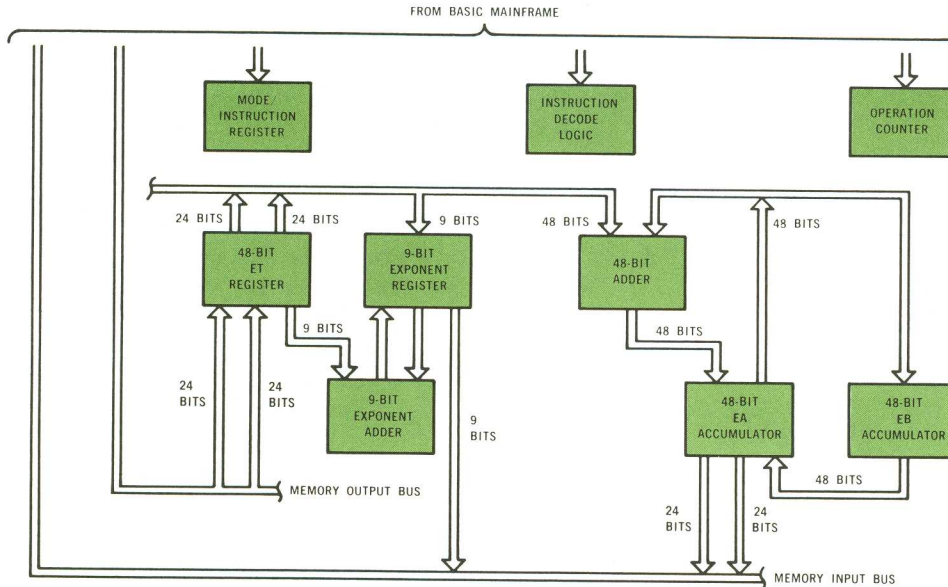 FROM BASIC MAINFRAME
MODE/
INSTRUCTION
REGISTER
INSTRUCTION
DECODE
LOGIC
OPERATION
COUNTER
24 BITS
24 BITS
9 BITS
48 BITS
48 BITS
48-BIT
ET
REGISTER
9-BIT
EXPONENT
REGISTER
48-BIT
ADDER
9 BITS
48 BITS
24
BITS
24
BITS
9-BIT
EXPONENT
ADDER
9
BITS
48-BIT
EA
ACCUMULATOR
48-BIT
EB
ACCUMULATOR
48 BITS
MEMORY OUTPUT BUS
24
BITS
24
BITS
MEMORY INPUT BUS